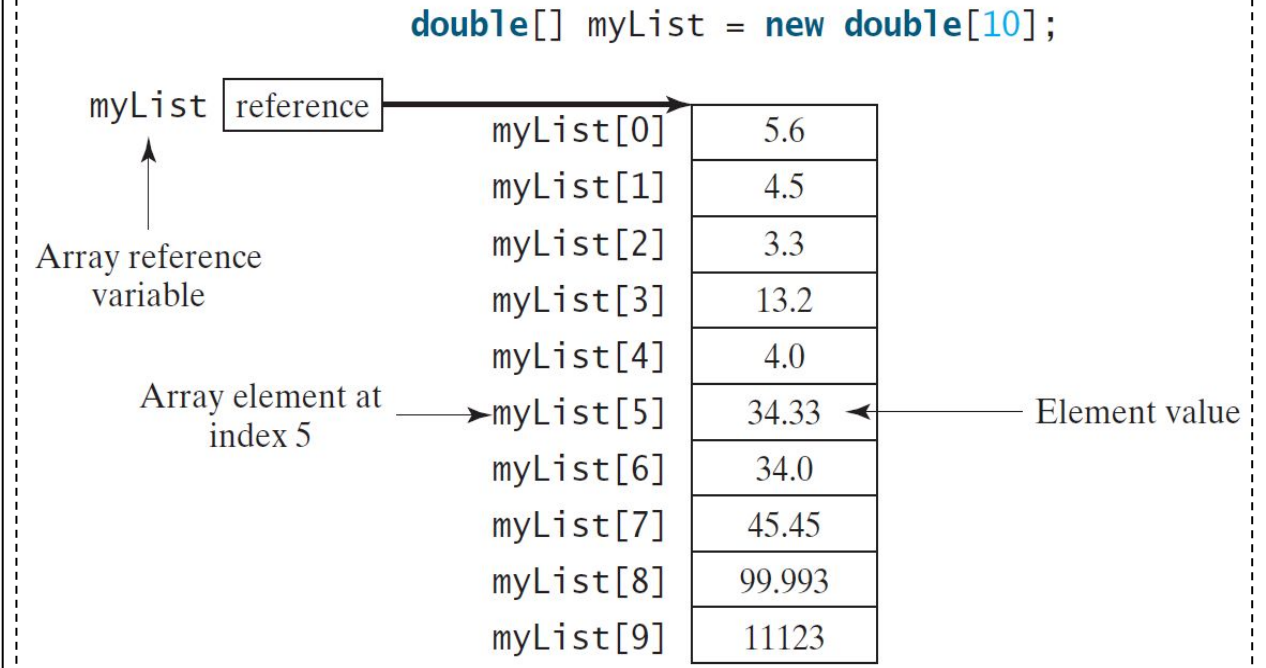 double[] myList = new double[10];
myList reference
myList[0] 5.6
myList[1] 4.5
Array reference
variable
myList[2] 3.3
myList[3] 13.2
myList[4] 4.0
Array element at
index 5
myList[5] 34.33 Element value
myList[6] 34.0
myList[7] 45.45
myList[8] 99.993
myList[9] 11123